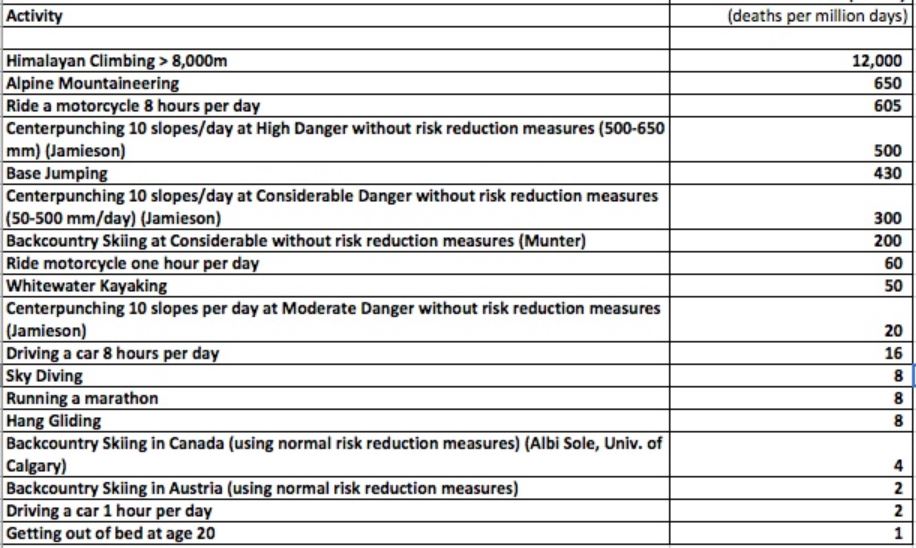 Activity (deaths per million days)
Himalayan Climbing > 8,000m 12,000
Alpine Mountaineering 650
Ride a motorcycle 8 hours per day 605
Centerpunching 10 slopes/day at High Danger without risk reduction measures (500-650
mm) (Jamieson) 500
Base Jumping 430
Centerpunching 10 slopes/day at Considerable Danger without risk reduction measures
(50-500 mm/day) (Jamieson) 300
Backcountry Skiing at Considerable without risk reduction measures (Munter) 200
Ride motorcycle one hour per day 60
Whitewater Kayaking 50
Centerpunching 10 slopes per day at Moderate Danger without risk reduction measures
(Jamieson) 20
Driving a car 8 hours per day 16
Sky Diving 8
Running a marathon 8
Hang Gliding 8
Backcountry Skiing in Canada (using normal risk reduction measures) (Albi Sole, Univ. of
Calgary) 4
Backcountry Skiing in Austria (using normal risk reduction measures) 2
Driving a car 1 hour per day 2
Getting out of bed at age 20 1